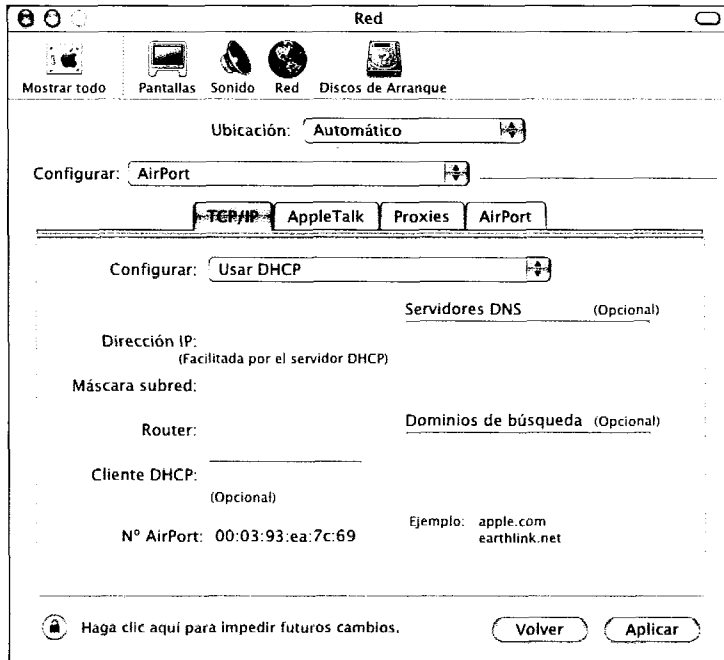 Red
Mostrar todo
Pantallas
Sonido
Red
Discos de Arranque
Ubicación: Automático
Configurar: AirPort
TCP/IP
AppleTalk
Proxies
AirPort
Configurar: Usar DHCP
Servidores DNS (Opcional)
Dirección IP:
(Facilitada por el servidor DHCP)
Máscara subred:
Router:
Dominios de búsqueda (Opcional)
Cliente DHCP:
(Opcional)
Nº AirPort: 00:03:93:ea:7c:69
Ejemplo: apple.com
earthlink.net
Haga clic aquí para impedir futuros cambios.
Volver
Aplicar